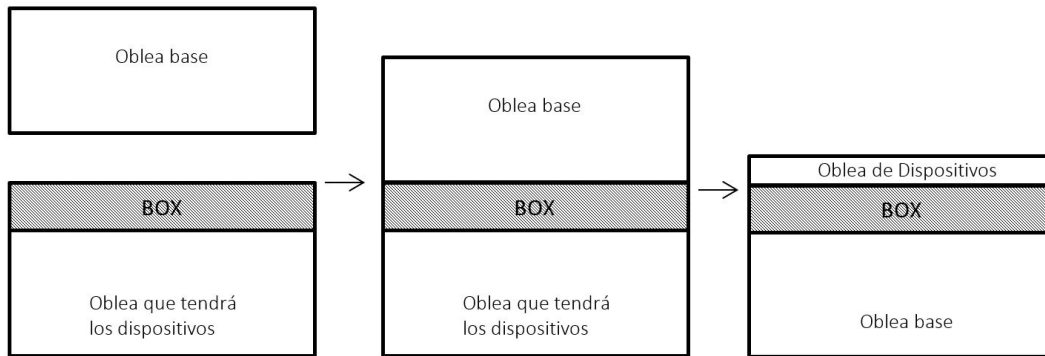 Oblea base
BOX
Oblea que tendrá
los dispositivos
Oblea base
BOX
Oblea que tendrá
los dispositivos
Oblea de Dispositivos
BOX
Oblea base